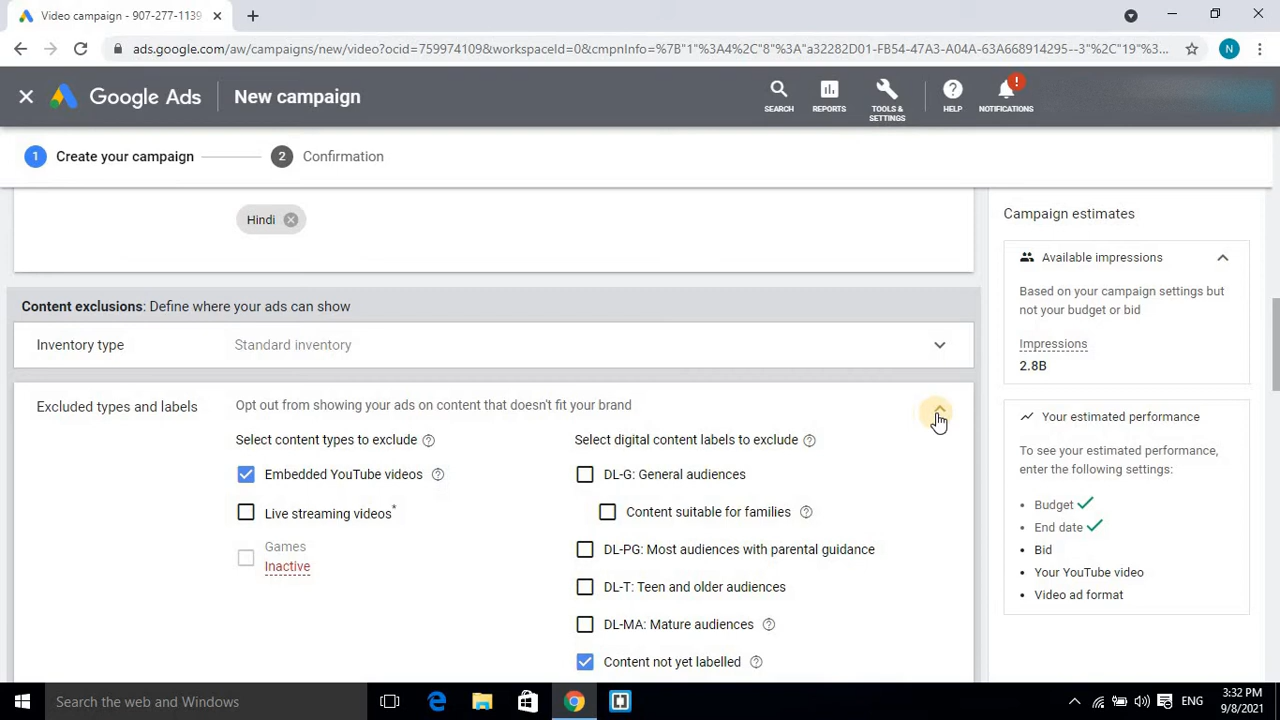 Video campaign - 907-277-1139
ads.google.com/aw/campaigns/new/video?ocid=759974109&workspaceId=0&cmpnInfo=%7B"1"%3A4%2C"8"%3A"a32282D01-FB54-47A3-A04A-63A668914295--3"%2C"19"%3...
N
Google Ads
New campaign
SEARCH
REPORTS
TOOLS & SETTINGS
HELP
!
NOTIFICATIONS
1 Create your campaign
2 Confirmation
Hindi
Content exclusions: Define where your ads can show
Inventory type
Standard inventory
Excluded types and labels
Opt out from showing your ads on content that doesn't fit your brand
Select content types to exclude
Embedded YouTube videos
Live streaming videos*
Games
Inactive
Select digital content labels to exclude
DL-G: General audiences
Content suitable for families
DL-PG: Most audiences with parental guidance
DL-T: Teen and older audiences
DL-MA: Mature audiences
Content not yet labelled
Campaign estimates
Available impressions
Based on your campaign settings but
not your budget or bid
Impressions
2.8B
Your estimated performance
To see your estimated performance,
enter the following settings:
• Budget
• End date
• Bid
• Your YouTube video
• Video ad format
Search the web and Windows
ENG
3:32 PM
9/8/2021